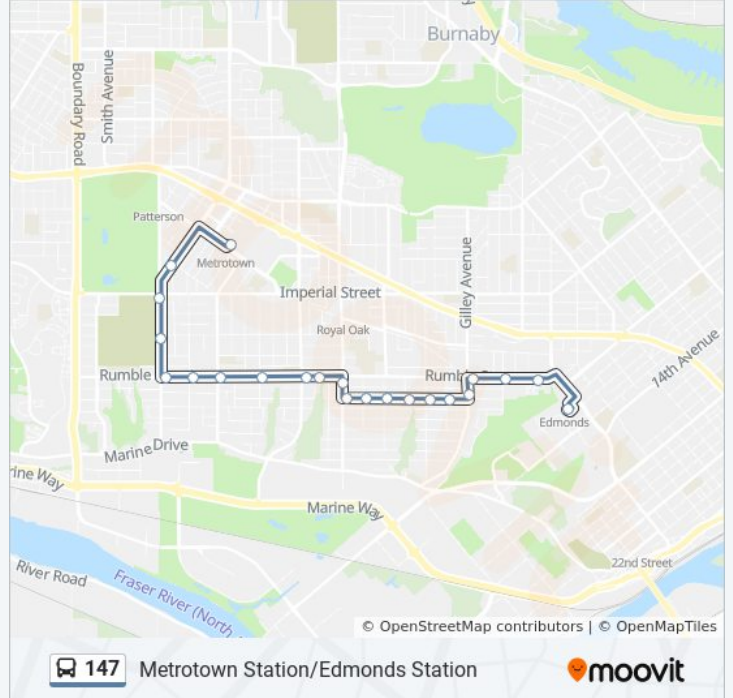 Burnaby
Boundary Road
Smith Avenue
Patterson
Metrotown
Imperial Street
Gilley Avenue
Royal Oak
Rumble
14th Avenue
Edmonds
Marine Drive
rine Way
Marine Way
22nd Street
River Road
Fraser River (North
© OpenStreetMap contributors | © OpenMapTiles
147 Metrotown Station/Edmonds Station
moovit